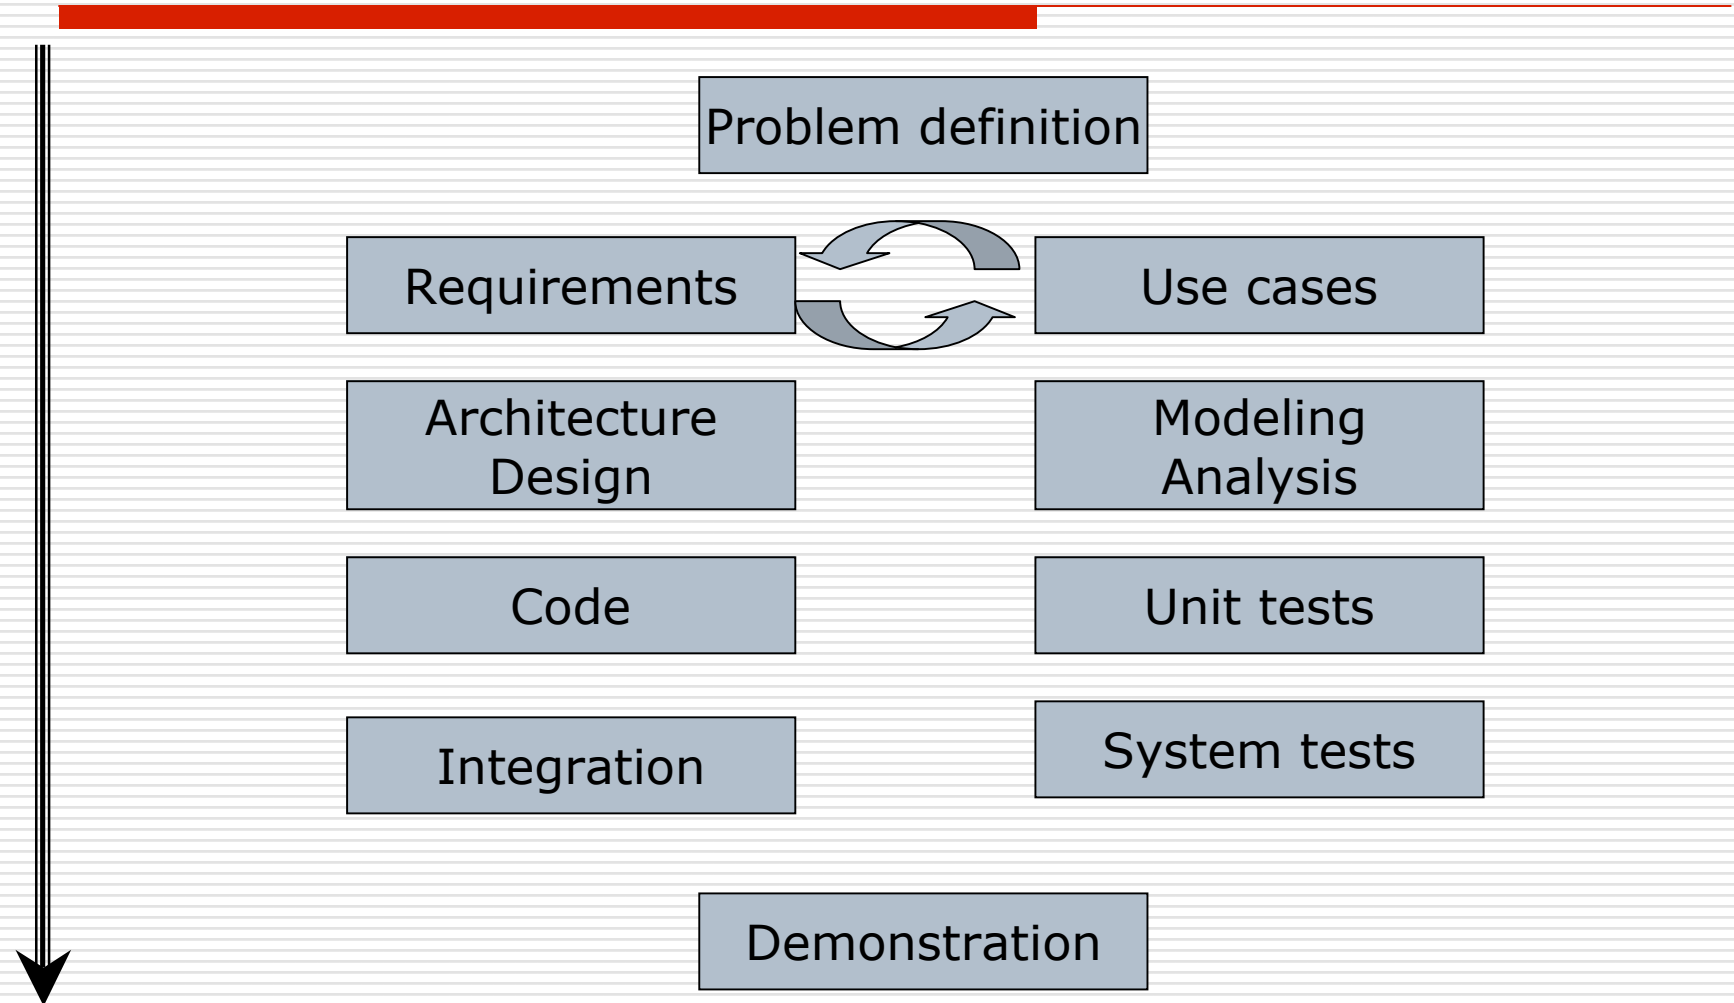 Problem definition
Requirements
Use cases
Architecture
Design
Modeling
Analysis
Code
Unit tests
Integration
System tests
Demonstration